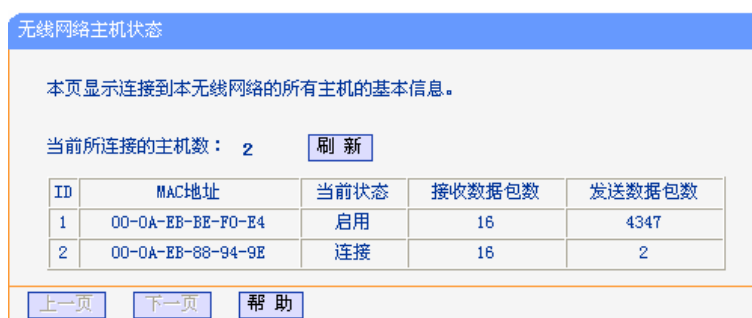 无线网络主机状态
本页显示连接到本无线网络的所有主机的基本信息。
当前所连接的主机数： 2 刷 新
ID MAC地址 当前状态 接收数据包数 发送数据包数
1 00-0A-EB-BE-F0-E4 启用 16 4347
2 00-0A-EB-88-94-9E 连接 16 2
上一页 下一页 帮 助